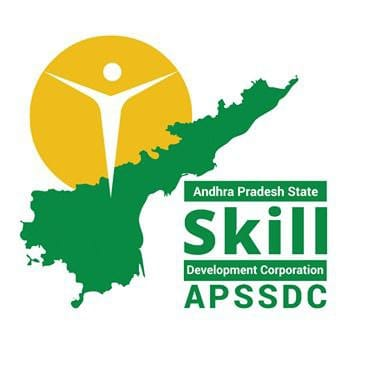 Andhra Pradesh State
Skill
Development Corporation
APSSDC